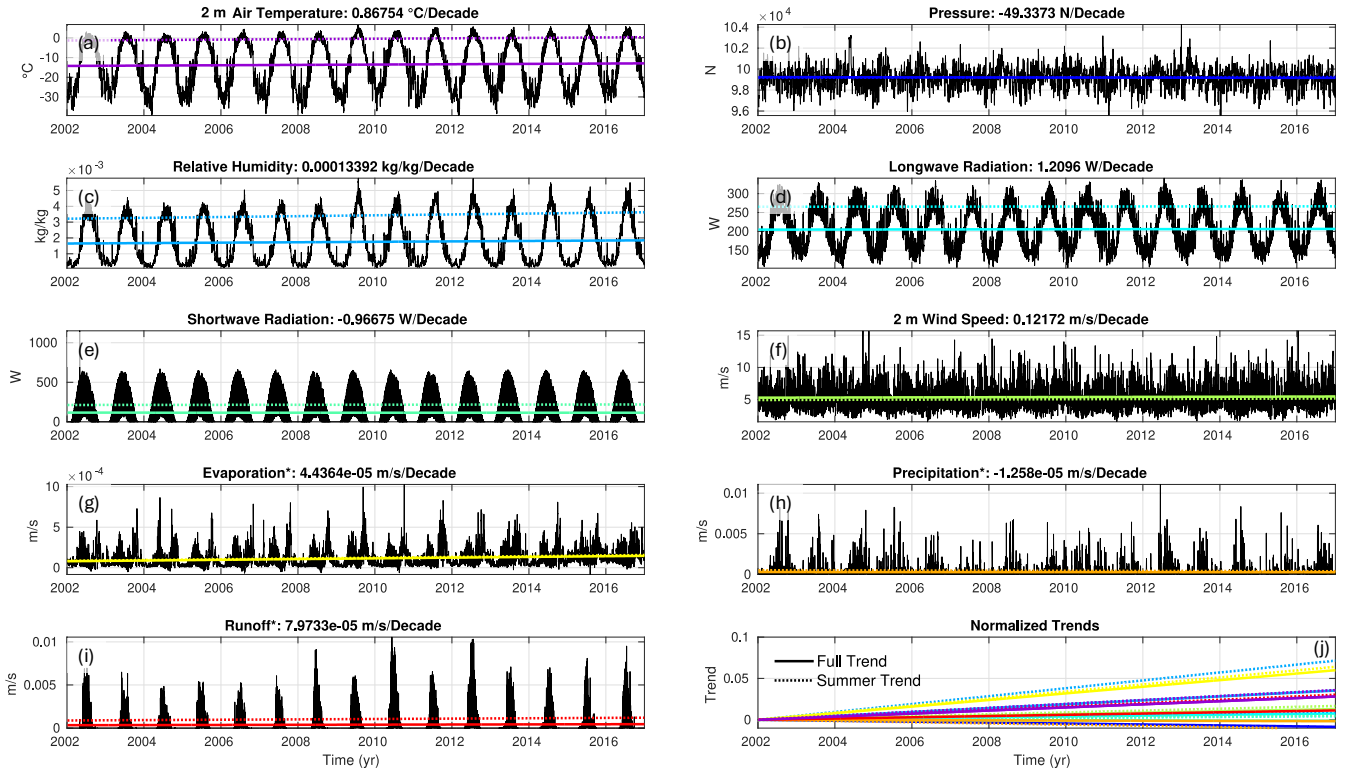 2 m Air Temperature: 0.86754 °C/Decade
(a)
°C
0
-10
-20
-30
2002 2004 2006 2008 2010 2012 2014 2016
Pressure: -49.3373 N/Decade
×10⁴
(b)
N
10.4
10.2
10
9.9
9.8
9.6
2002 2004 2006 2008 2010 2012 2014 2016
Relative Humidity: 0.00013392 kg/kg/Decade
×10⁻³
(c)
kg/kg
5
4
3
2
1
2002 2004 2006 2008 2010 2012 2014 2016
Longwave Radiation: 1.2096 W/Decade
(d)
W
300
250
200
150
2002 2004 2006 2008 2010 2012 2014 2016
Shortwave Radiation: -0.96675 W/Decade
(e)
W
1000
500
0
2002 2004 2006 2008 2010 2012 2014 2016
2 m Wind Speed: 0.12172 m/s/Decade
(f)
m/s
15
10
5
2002 2004 2006 2008 2010 2012 2014 2016
Evaporation*: 4.4364e-05 m/s/Decade
×10⁻⁴
(g)
m/s
10
5
0
2002 2004 2006 2008 2010 2012 2014 2016
Precipitation*: -1.258e-05 m/s/Decade
(h)
m/s
0.01
0.005
0
2002 2004 2006 2008 2010 2012 2014 2016
Runoff*: 7.9733e-05 m/s/Decade
(i)
m/s
0.01
0.005
0
2002 2004 2006 2008 2010 2012 2014 2016
Time (yr)
Normalized Trends
(j)
Trend
0.1
0.05
0
Full Trend
Summer Trend
2002 2004 2006 2008 2010 2012 2014 2016
Time (yr)